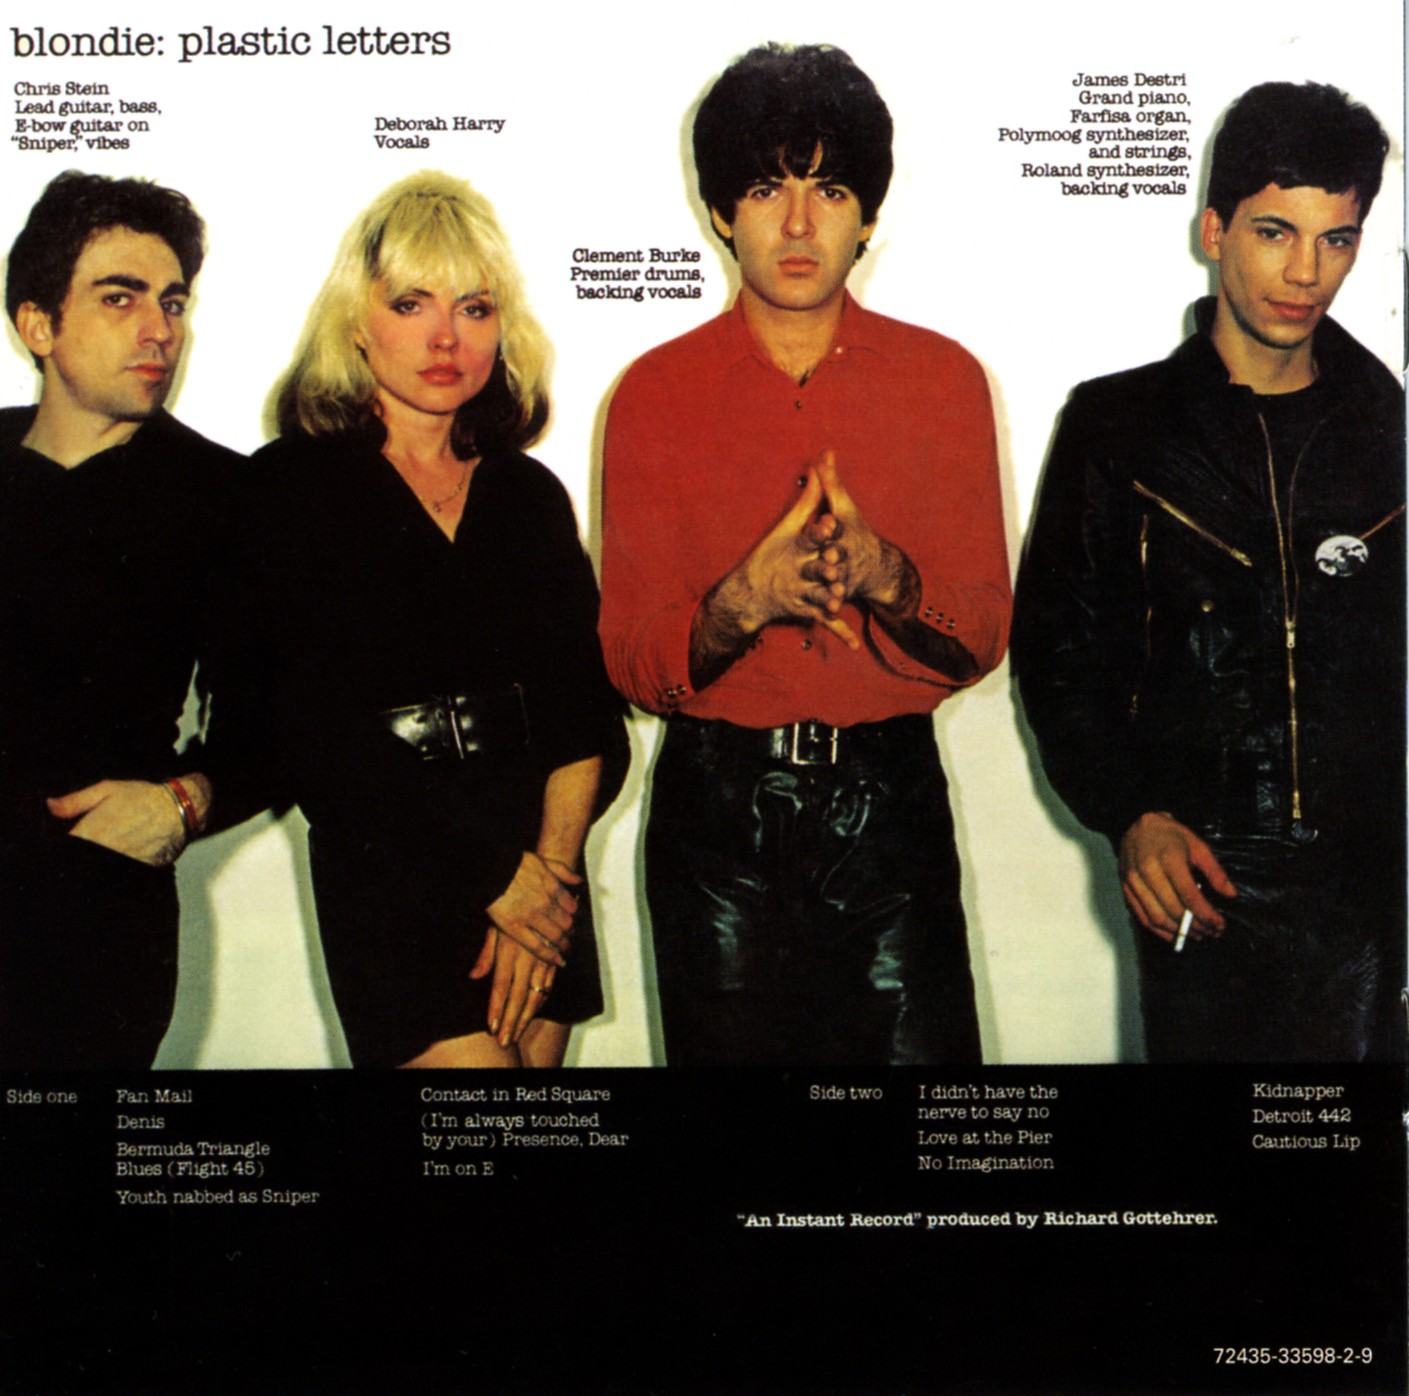 blondie: plastic letters
Chris Stein
Lead guitar, bass,
E-bow guitar on
"Sniper," vibes
Deborah Harry
Vocals
Clement Burke
Premier drums,
backing vocals
James Destri
Grand piano,
Farfisa organ,
Polymoog synthesizer,
and strings,
Roland synthesizer,
backing vocals
Side one
Fan Mail
Denis
Bermuda Triangle
Blues (Flight 45)
Youth nabbed as Sniper
Contact in Red Square
(I'm always touched
by your) Presence, Dear
I'm on E
Side two
I didn't have the
nerve to say no
Love at the Pier
No Imagination
Kidnapper
Detroit 442
Cautious Lip
"An Instant Record" produced by Richard Gottehrer.
72435-33598-2-9